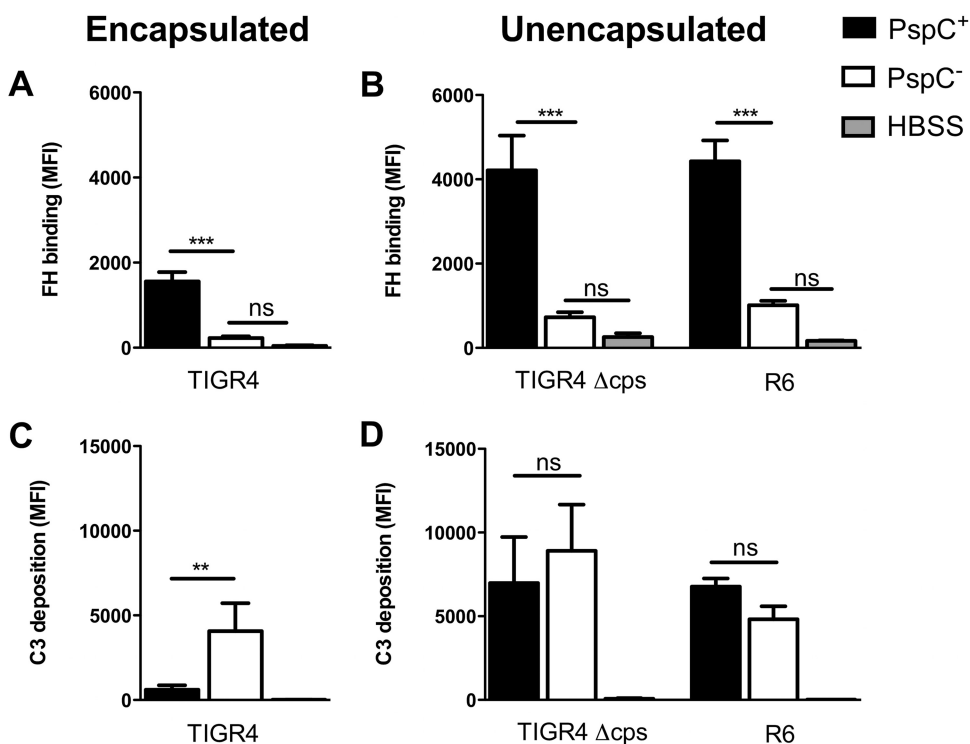 Encapsulated
Unencapsulated
PspC⁺
PspC⁻
HBSS
A
FH binding (MFI)
6000
4000
2000
0
***
ns
TIGR4
B
FH binding (MFI)
6000
4000
2000
0
***
ns
***
ns
TIGR4 Δcps
R6
C
C3 deposition (MFI)
15000
10000
5000
0
**
TIGR4
D
C3 deposition (MFI)
15000
10000
5000
0
ns
ns
TIGR4 Δcps
R6